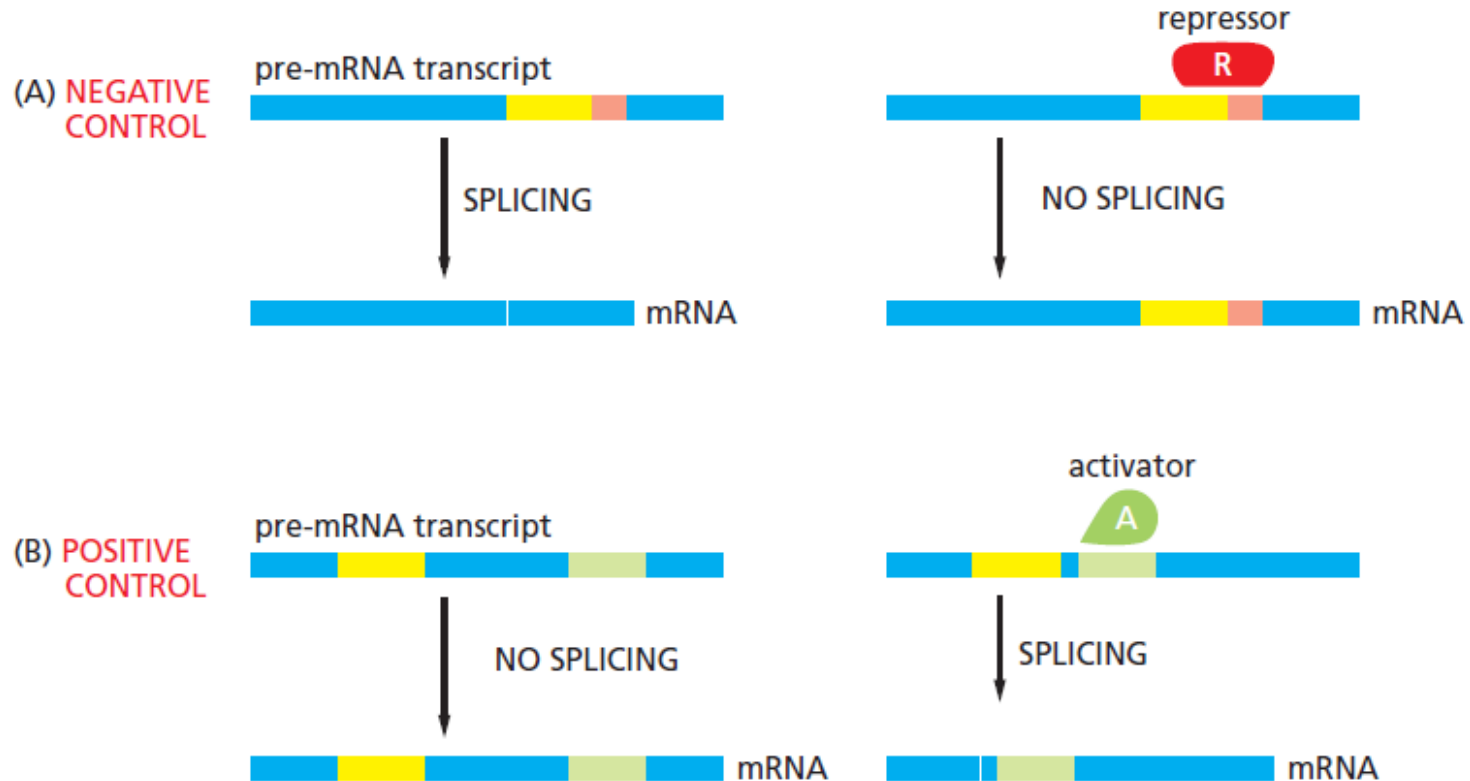 repressor
R
pre-mRNA transcript
(A) NEGATIVE
CONTROL
SPLICING
NO SPLICING
mRNA
mRNA
activator
A
pre-mRNA transcript
(B) POSITIVE
CONTROL
NO SPLICING
SPLICING
mRNA
mRNA